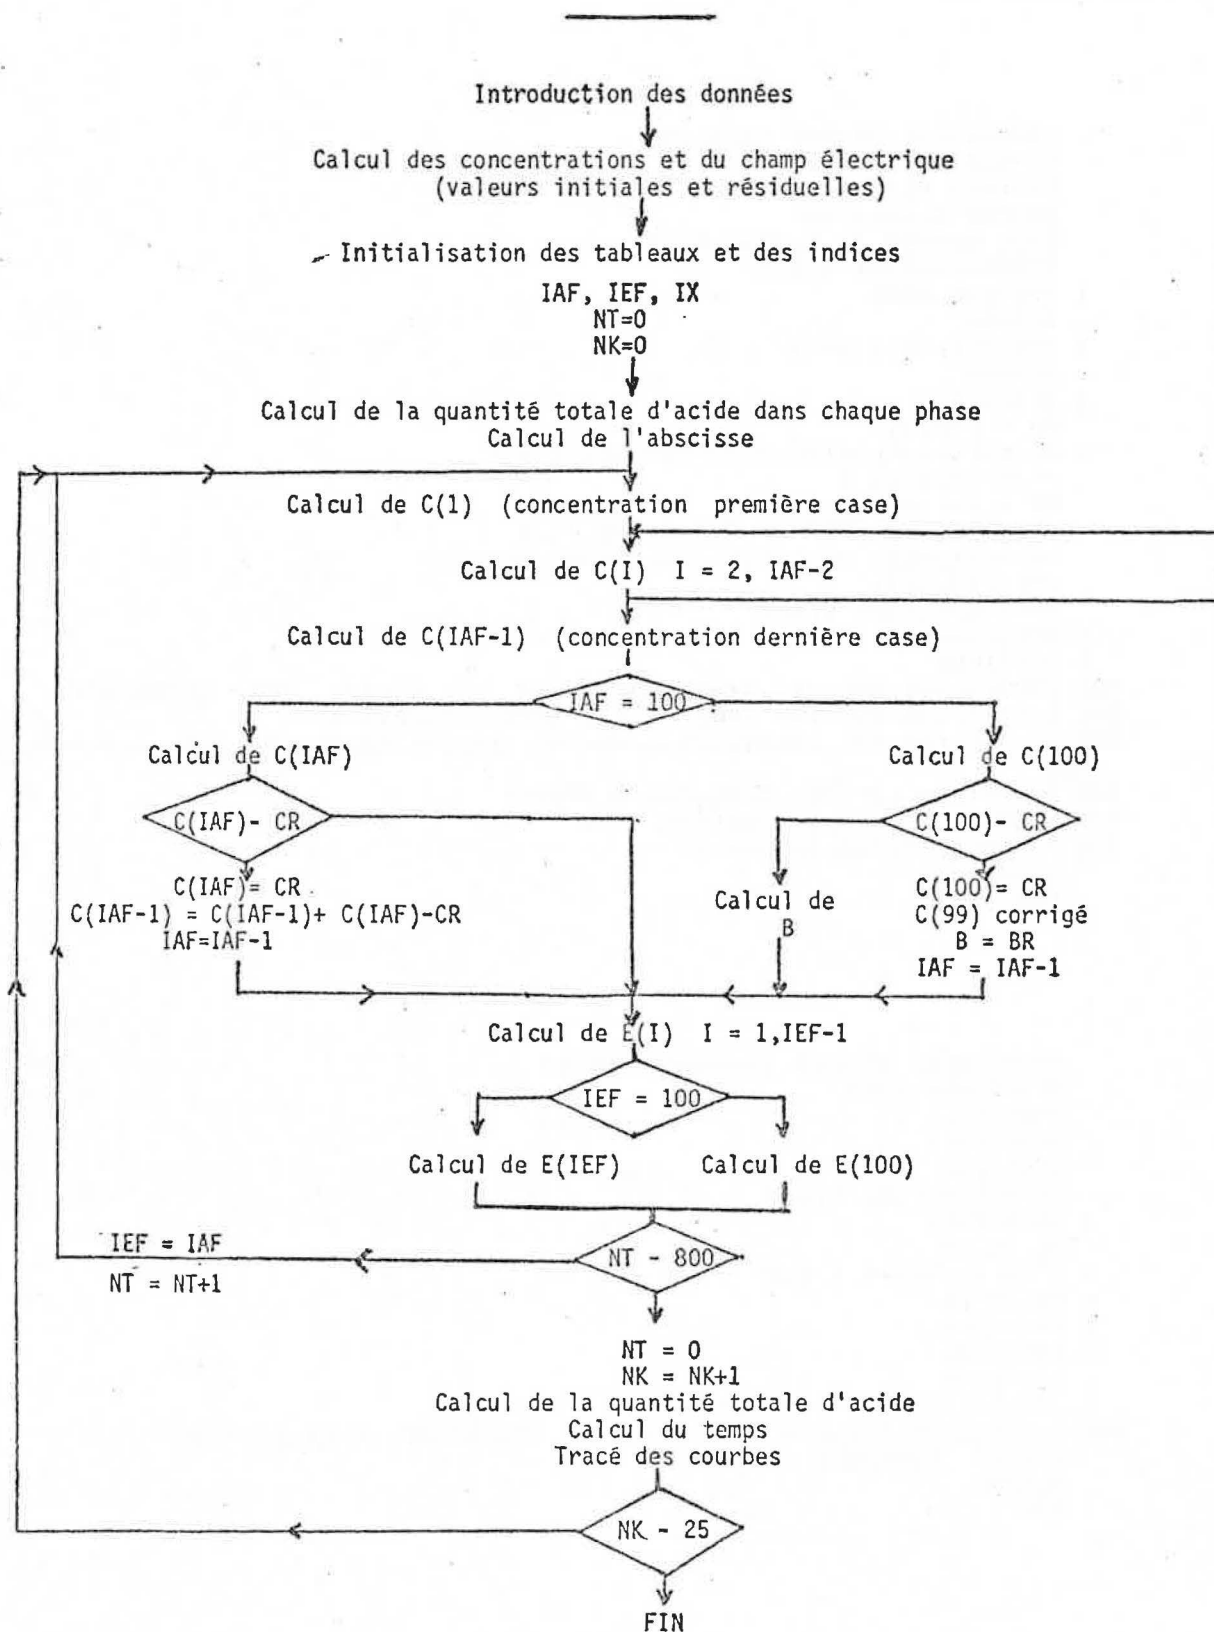 Introduction des données
Calcul des concentrations et du champ électrique
(valeurs initiales et résiduelles)
Initialisation des tableaux et des indices
IAF, IEF, IX
NT=0
NK=0
Calcul de la quantité totale d'acide dans chaque phase
Calcul de l'abscisse
Calcul de C(1) (concentration première case)
Calcul de C(I) I = 2, IAF-2
Calcul de C(IAF-1) (concentration dernière case)
IAF = 100
Calcul de C(IAF)
Calcul de C(100)
C(IAF)- CR
C(100)- CR
C(IAF)= CR
C(IAF-1) = C(IAF-1)+ C(IAF)-CR
IAF=IAF-1
Calcul de
B
C(100)= CR
C(99) corrigé
B = BR
IAF = IAF-1
Calcul de E(I) I = 1,IEF-1
IEF = 100
Calcul de E(IEF)
Calcul de E(100)
IEF = IAF
NT = NT+1
NT - 800
NT = 0
NK = NK+1
Calcul de la quantité totale d'acide
Calcul du temps
Tracé des courbes
NK - 25
FIN